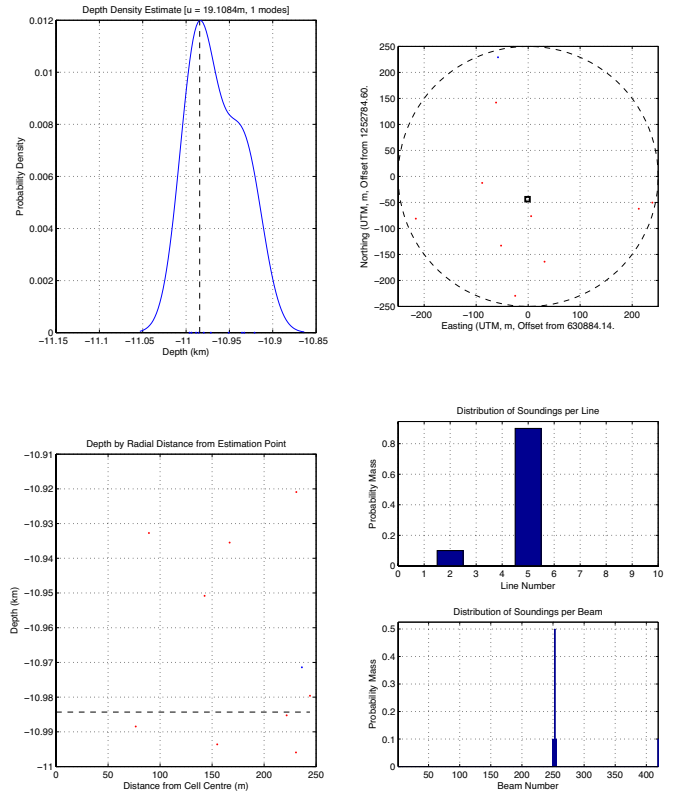 Depth Density Estimate [u = 19.1084m, 1 modes]
0.012
0.01
0.008
0.006
0.004
0.002
0
Probability Density
−11.15 −11.1 −11.05 −11 −10.95 −10.9 −10.85
Depth (km)
250
200
150
100
50
0
−50
−100
−150
−200
−250
Northing (UTM, m, Offset from 1252784.60.
−200 −100 0 100 200
Easting (UTM, m, Offset from 630884.14.
Depth by Radial Distance from Estimation Point
−10.91
−10.92
−10.93
−10.94
−10.95
−10.96
−10.97
−10.98
−10.99
−11
Depth (km)
0 50 100 150 200 250
Distance from Cell Centre (m)
Distribution of Soundings per Line
0.8
0.6
0.4
0.2
0
Probability Mass
0 1 2 3 4 5 6 7 8 9 10
Line Number
Distribution of Soundings per Beam
0.5
0.4
0.3
0.2
0.1
0
Probability Mass
50 100 150 200 250 300 350 400
Beam Number